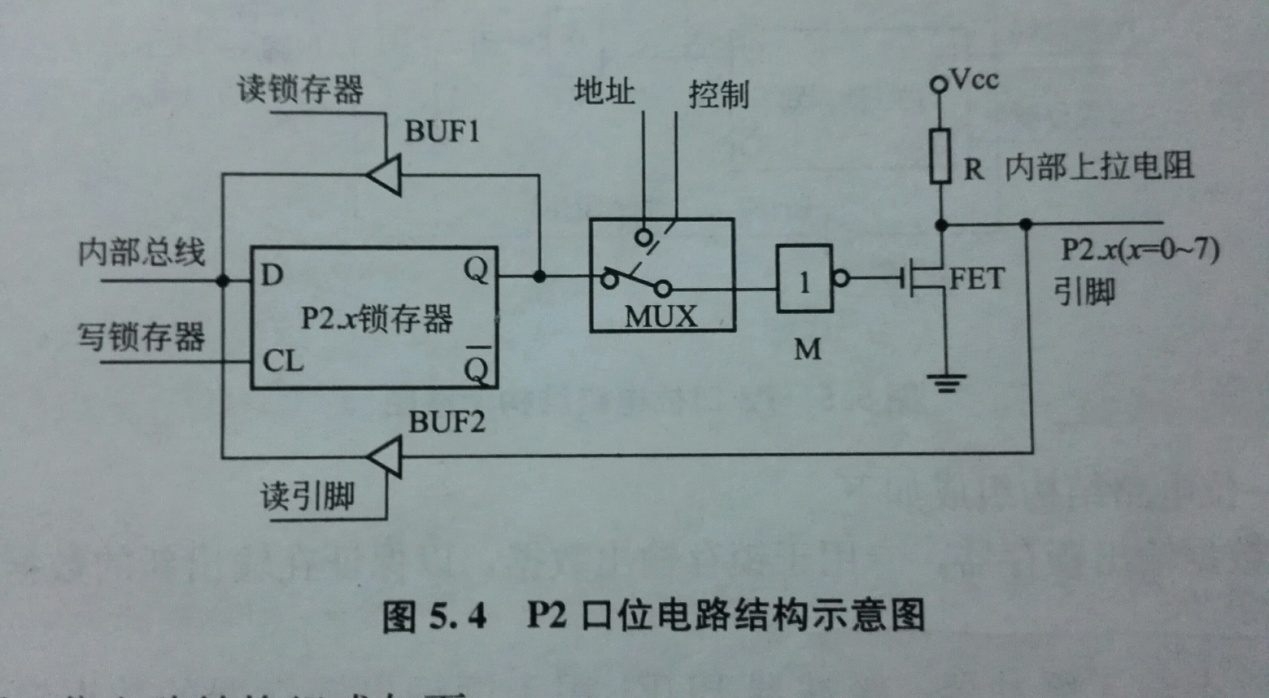 读锁存器
BUF1
地址
控制
Vcc
R 内部上拉电阻
内部总线
D
Q
P2.x锁存器
写锁存器
CL
Q̅
MUX
1
M
FET
P2.x(x=0~7)
引脚
BUF2
读引脚
图 5.4 P2 口位电路结构示意图